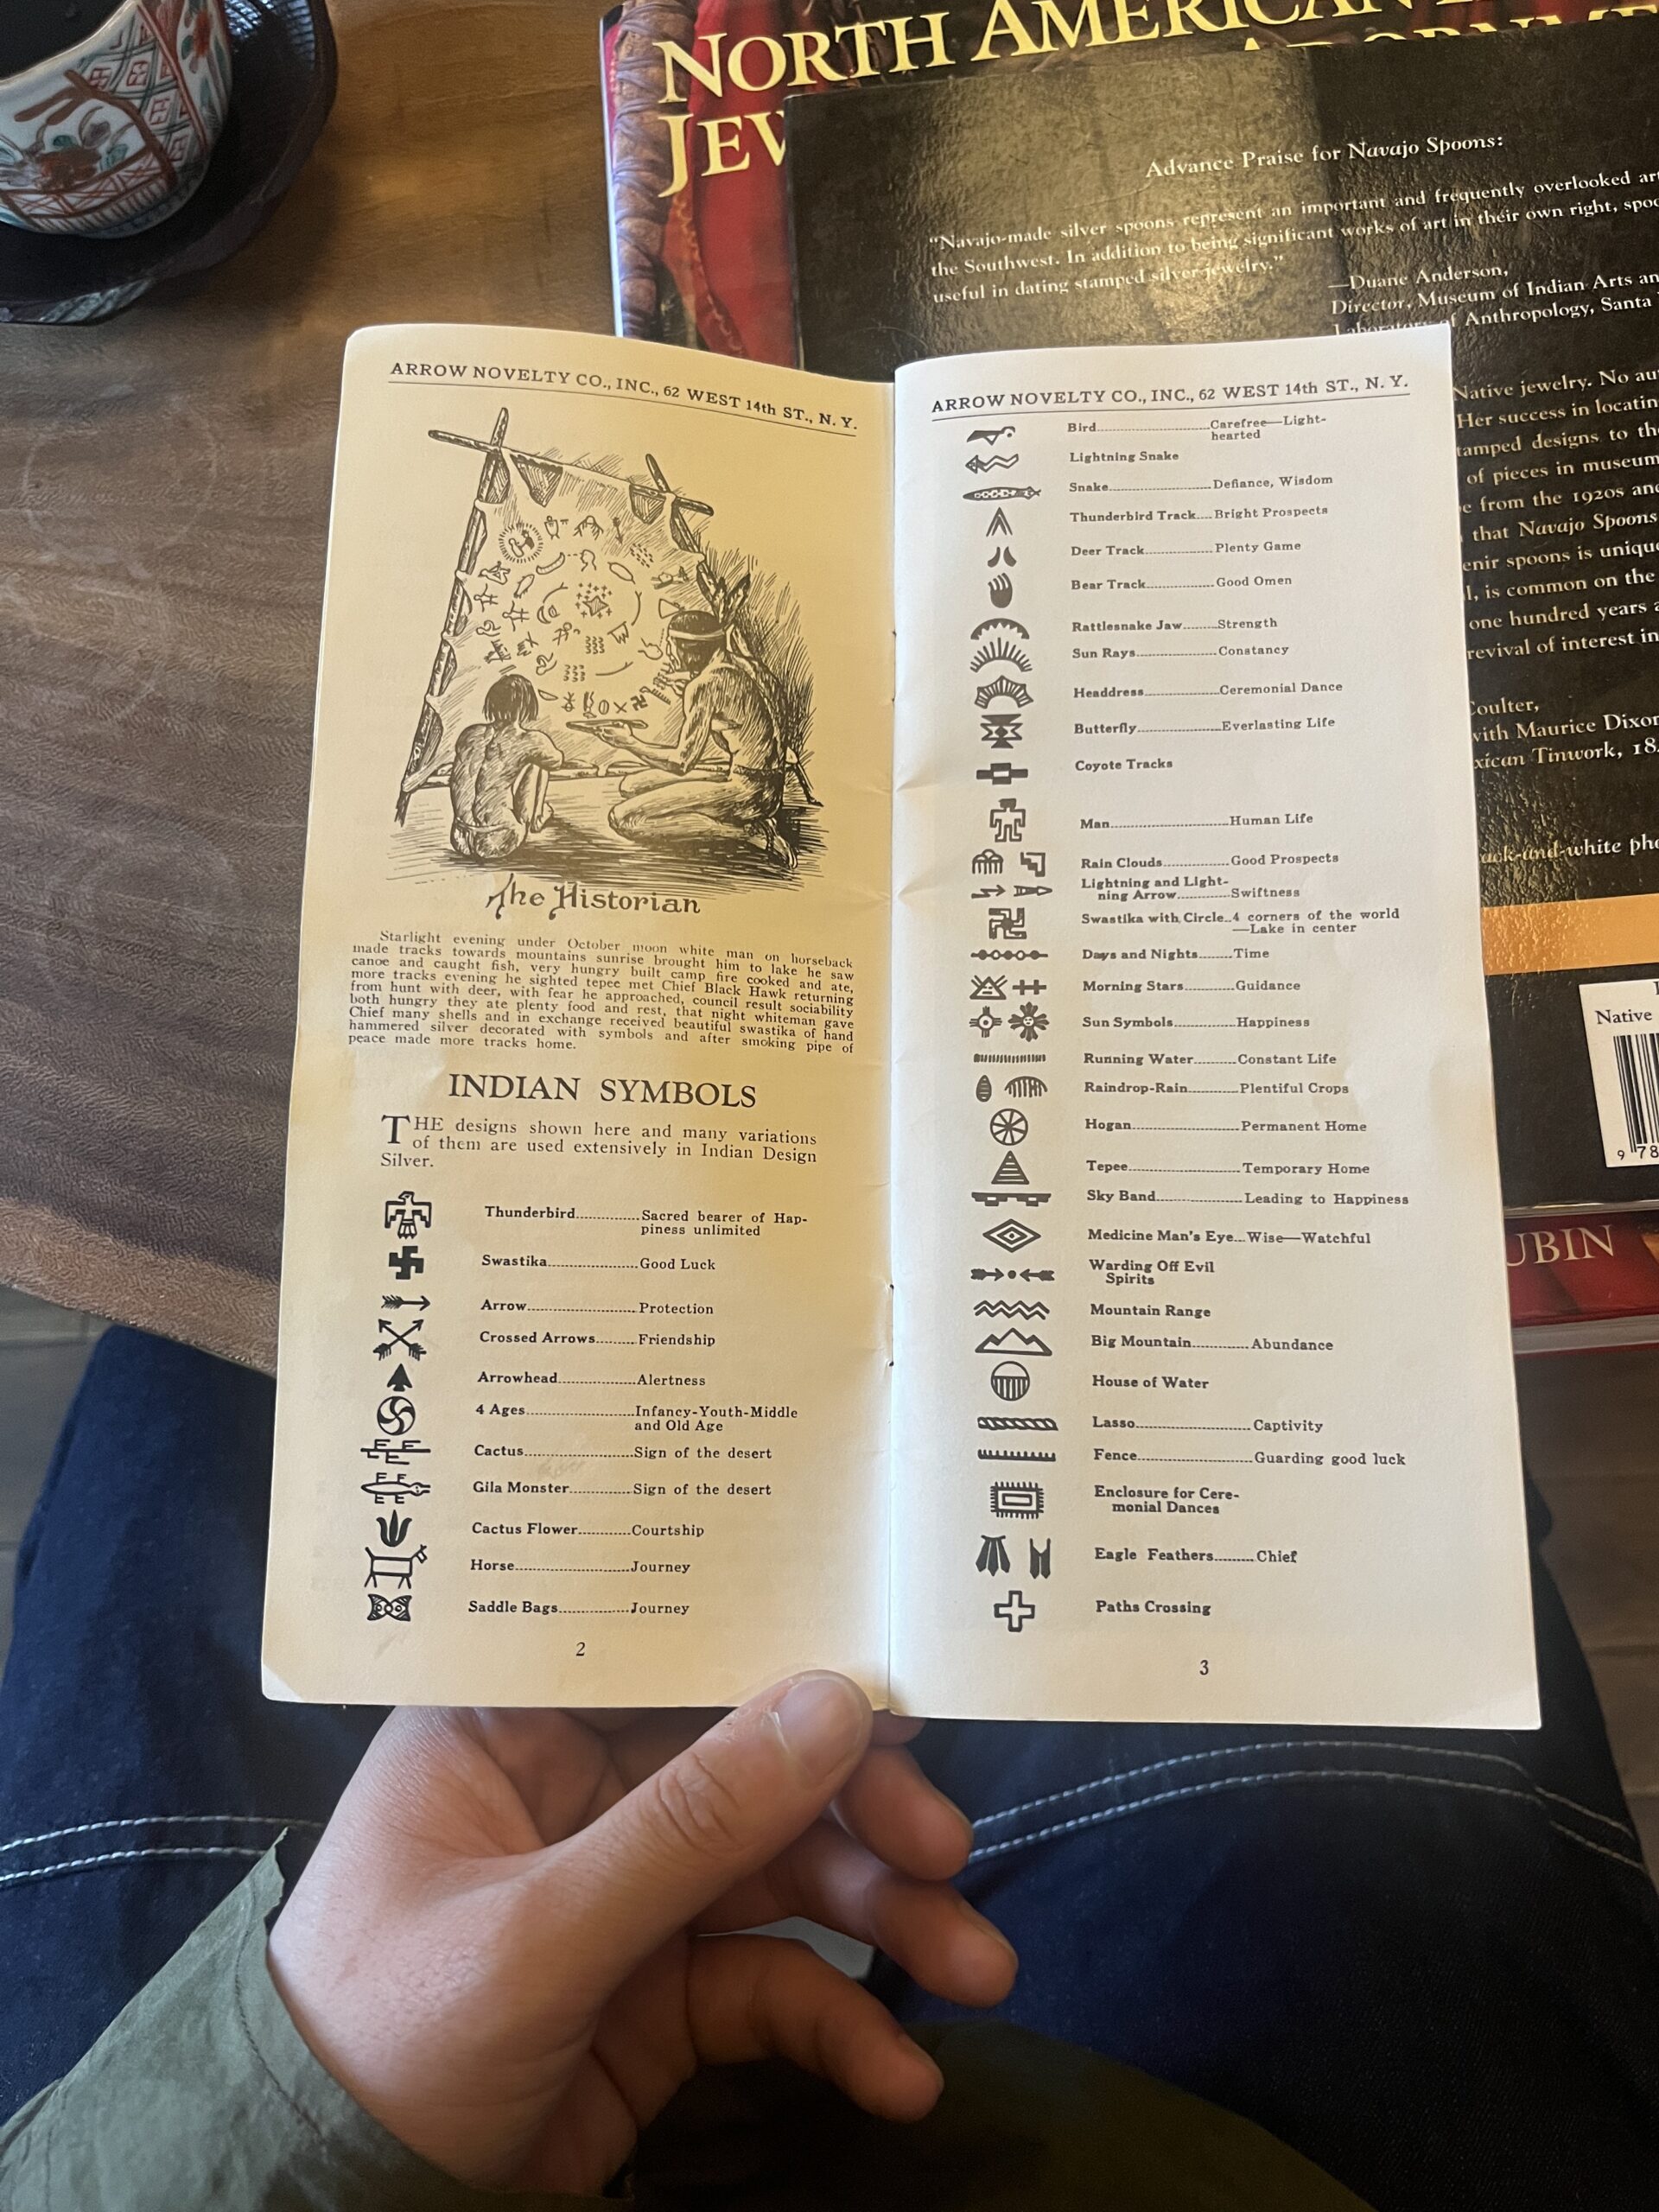 NORTH AMERICAN
JEW
Advance Praise for Navajo Spoons:
"Navajo-made silver spoons represent an important and frequently overlooked
the Southwest. In addition to being significant works of art in their own right,
useful in dating stamped silver jewelry."
—Duane Anderson,
Director, Museum of Indian Arts
of Anthropology, Santa
Native jewelry. No
Her success in
designs to
of pieces in
from the 1920s
that Navajo Spoons
spoons is
is common on the
one hundred years
revival of interest in
with Maurice Dixon
Tinwork,
black-and-white
Native
9 78
UBIN
ARROW NOVELTY CO., INC., 62 WEST 14th ST., N. Y.
The Historian
Starlight evening under October moon white man on horseback
made tracks towards mountains sunrise brought him to lake he saw
canoe and caught fish, very hungry built camp fire cooked and ate,
more tracks evening he sighted tepee met Chief Black Hawk returning
from hunt with deer, with fear he approached, council result sociability
both hungry they ate plenty food and rest, that night whiteman gave
Chief many shells and in exchange received beautiful swastika of hand
hammered silver decorated with symbols and after smoking pipe of
peace made more tracks home.
INDIAN SYMBOLS
THE designs shown here and many variations
of them are used extensively in Indian Design
Silver.
Thunderbird..............Sacred bearer of Hap-
piness unlimited
Swastika....................Good Luck
Arrow........................Protection
Crossed Arrows.........Friendship
Arrowhead.................Alertness
4 Ages........................Infancy-Youth-Middle
and Old Age
Cactus........................Sign of the desert
Gila Monster..............Sign of the desert
Cactus Flower............Courtship
Horse.........................Journey
Saddle Bags................Journey
2
ARROW NOVELTY CO., INC., 62 WEST 14th ST., N. Y.
Bird.........................Carefree—Light-
hearted
Lightning Snake
Snake.......................Defiance, Wisdom
Thunderbird Track....Bright Prospects
Deer Track...............Plenty Game
Bear Track...............Good Omen
Rattlesnake Jaw........Strength
Sun Rays..................Constancy
Headdress.................Ceremonial Dance
Butterfly...................Everlasting Life
Coyote Tracks
Man..........................Human Life
Rain Clouds..............Good Prospects
Lightning and Light-
ning Arrow............Swiftness
Swastika with Circle..4 corners of the world
—Lake in center
Days and Nights........Time
Morning Stars...........Guidance
Sun Symbols..............Happiness
Running Water.........Constant Life
Raindrop-Rain...........Plentiful Crops
Hogan.......................Permanent Home
Tepee........................Temporary Home
Sky Band...................Leading to Happiness
Medicine Man's Eye...Wise—Watchful
Warding Off Evil
Spirits
Mountain Range
Big Mountain............Abundance
House of Water
Lasso........................Captivity
Fence........................Guarding good luck
Enclosure for Cere-
monial Dances
Eagle Feathers.........Chief
Paths Crossing
3